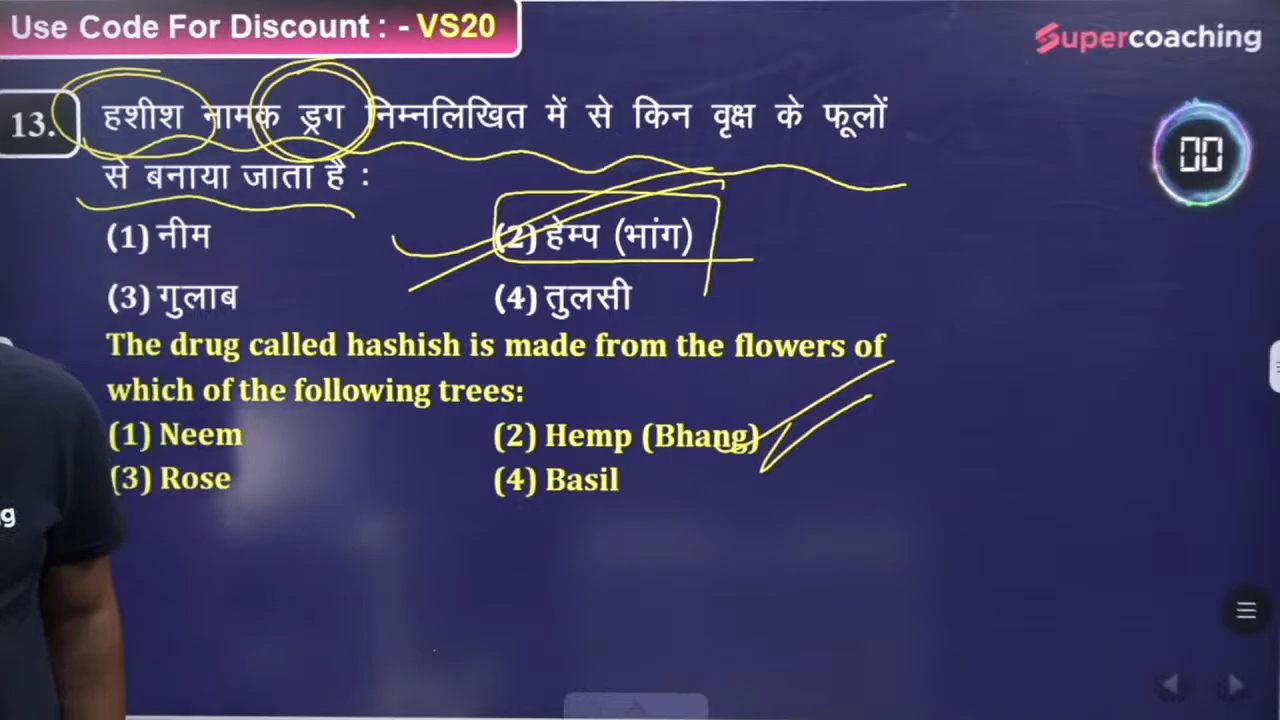 Use Code For Discount : - VS20
Supercoaching
13. हशीश नामक ड्रग निम्नलिखित में से किन वृक्ष के फूलों
से बनाया जाता है :
00
(1) नीम (2) हेम्प (भांग)
(3) गुलाब (4) तुलसी
The drug called hashish is made from the flowers of
which of the following trees:
(1) Neem (2) Hemp (Bhang)
(3) Rose (4) Basil